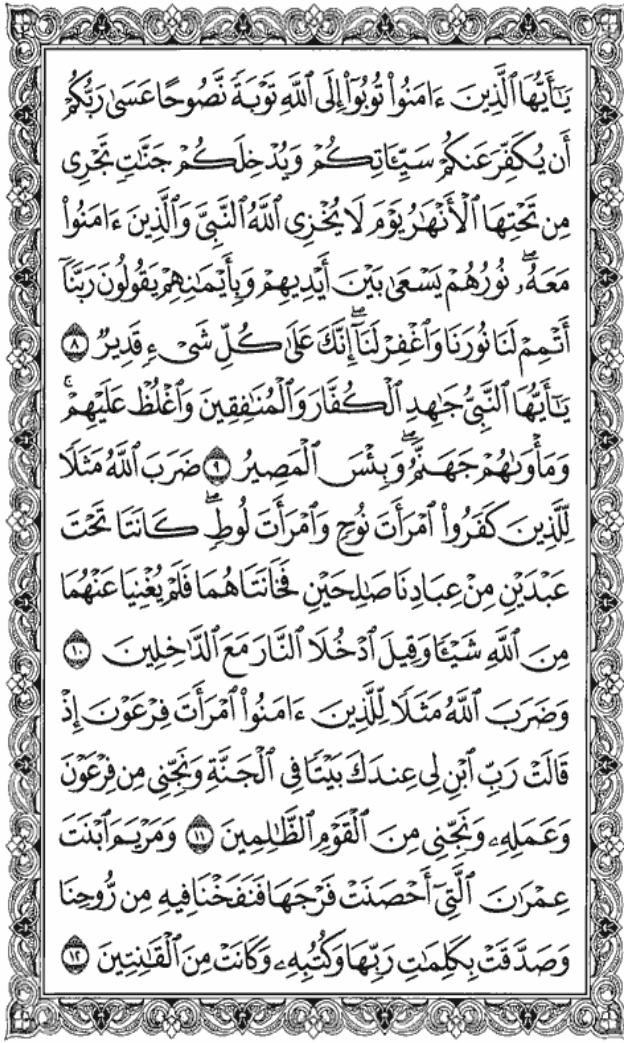 يَٰٓأَيُّهَا ٱلَّذِينَ ءَامَنُوا۟ تُوبُوٓا۟ إِلَى ٱللَّهِ تَوْبَةً نَّصُوحًا عَسَىٰ رَبُّكُمْ
أَن يُكَفِّرَ عَنكُمْ سَيِّـَٔاتِكُمْ وَيُدْخِلَكُمْ جَنَّٰتٍ تَجْرِى
مِن تَحْتِهَا ٱلْأَنْهَٰرُ يَوْمَ لَا يُخْزِى ٱللَّهُ ٱلنَّبِىَّ وَٱلَّذِينَ ءَامَنُوا۟
مَعَهُۥ ۖ نُورُهُمْ يَسْعَىٰ بَيْنَ أَيْدِيهِمْ وَبِأَيْمَٰنِهِمْ يَقُولُونَ رَبَّنَآ
أَتْمِمْ لَنَا نُورَنَا وَٱغْفِرْ لَنَآ ۖ إِنَّكَ عَلَىٰ كُلِّ شَىْءٍ قَدِيرٌ ٨
يَٰٓأَيُّهَا ٱلنَّبِىُّ جَٰهِدِ ٱلْكُفَّارَ وَٱلْمُنَٰفِقِينَ وَٱغْلُظْ عَلَيْهِمْ ۚ
وَمَأْوَىٰهُمْ جَهَنَّمُ ۖ وَبِئْسَ ٱلْمَصِيرُ ٩ ضَرَبَ ٱللَّهُ مَثَلًا
لِّلَّذِينَ كَفَرُوا۟ ٱمْرَأَتَ نُوحٍ وَٱمْرَأَتَ لُوطٍ ۖ كَانَتَا تَحْتَ
عَبْدَيْنِ مِنْ عِبَادِنَا صَٰلِحَيْنِ فَخَانَتَاهُمَا فَلَمْ يُغْنِيَا عَنْهُمَا
مِنَ ٱللَّهِ شَيْـًٔا وَقِيلَ ٱدْخُلَا ٱلنَّارَ مَعَ ٱلدَّٰخِلِينَ ١٠
وَضَرَبَ ٱللَّهُ مَثَلًا لِّلَّذِينَ ءَامَنُوا۟ ٱمْرَأَتَ فِرْعَوْنَ إِذْ
قَالَتْ رَبِّ ٱبْنِ لِى عِندَكَ بَيْتًا فِى ٱلْجَنَّةِ وَنَجِّنِى مِن فِرْعَوْنَ
وَعَمَلِهِۦ وَنَجِّنِى مِنَ ٱلْقَوْمِ ٱلظَّٰلِمِينَ ١١ وَمَرْيَمَ ٱبْنَتَ
عِمْرَٰنَ ٱلَّتِىٓ أَحْصَنَتْ فَرْجَهَا فَنَفَخْنَا فِيهِ مِن رُّوحِنَا
وَصَدَّقَتْ بِكَلِمَٰتِ رَبِّهَا وَكُتُبِهِۦ وَكَانَتْ مِنَ ٱلْقَٰنِتِينَ ١٢